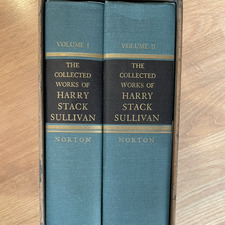 VOLUME I
THE
COLLECTED
WORKS OF
HARRY
STACK
SULLIVAN
NORTON
VOLUME II
THE
COLLECTED
WORKS OF
HARRY
STACK
SULLIVAN
NORTON